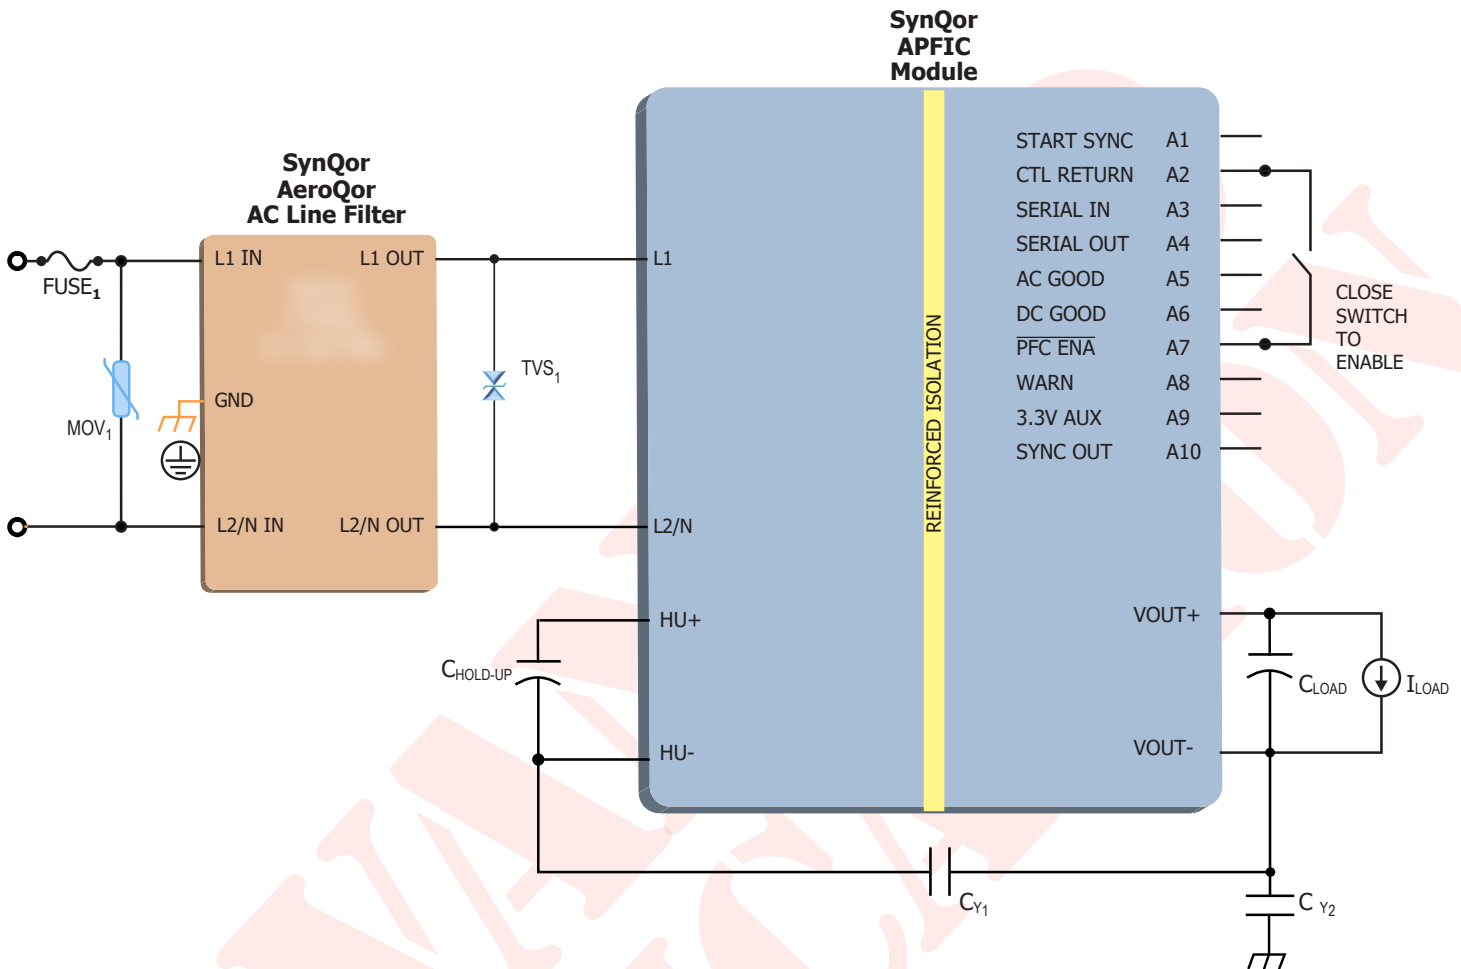 SynQor
APFIC
Module
SynQor
AeroQor
AC Line Filter
FUSE1
MOV1
L1 IN
L1 OUT
GND
L2/N IN
L2/N OUT
TVS1
L1
L2/N
HU+
HU-
CHOLD-UP
REINFORCED ISOLATION
START SYNC A1
CTL RETURN A2
SERIAL IN A3
SERIAL OUT A4
AC GOOD A5
DC GOOD A6
PFC ENA A7
WARN A8
3.3V AUX A9
SYNC OUT A10
CLOSE
SWITCH
TO
ENABLE
VOUT+
VOUT-
CLOAD
ILOAD
CY1
C Y2